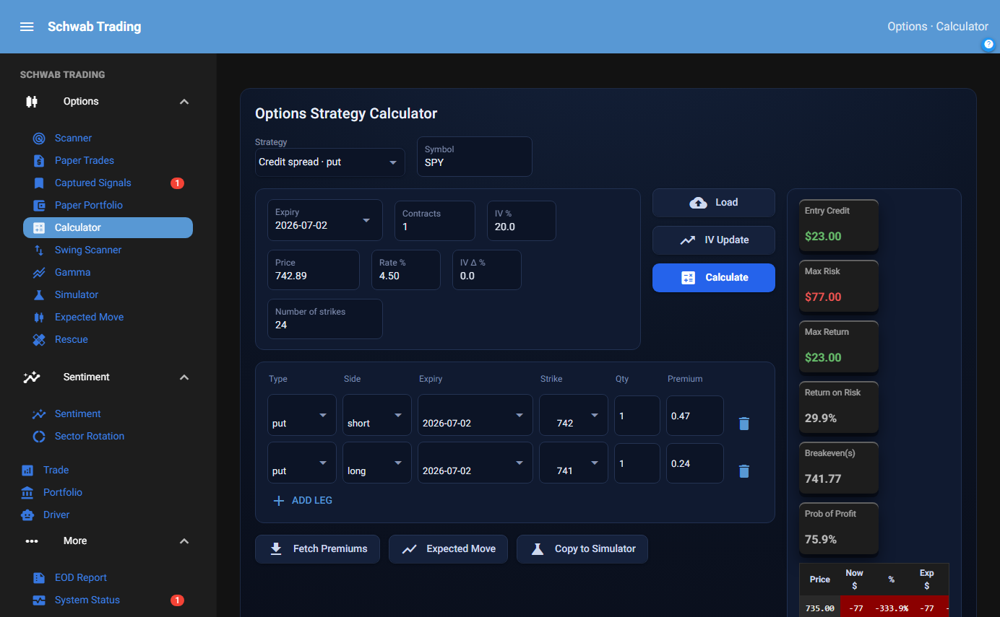 Schwab Trading
Options · Calculator
SCHWAB TRADING
Options
Scanner
Paper Trades
Captured Signals 1
Paper Portfolio
Calculator
Swing Scanner
Gamma
Simulator
Expected Move
Rescue
Sentiment
Sentiment
Sector Rotation
Trade
Portfolio
Driver
More
EOD Report
System Status 1
Options Strategy Calculator
Strategy
Credit spread · put
Symbol
SPY
Expiry
2026-07-02
Contracts
1
IV %
20.0
Price
742.89
Rate %
4.50
IV Δ %
0.0
Number of strikes
24
Load
IV Update
Calculate
Type Side Expiry Strike Qty Premium
put short 2026-07-02 742 1 0.47
put long 2026-07-02 741 1 0.24
ADD LEG
Fetch Premiums
Expected Move
Copy to Simulator
Entry Credit
$23.00
Max Risk
$77.00
Max Return
$23.00
Return on Risk
29.9%
Breakeven(s)
741.77
Prob of Profit
75.9%
Price Now $ % Exp $
735.00 -77 -333.9% -77 -